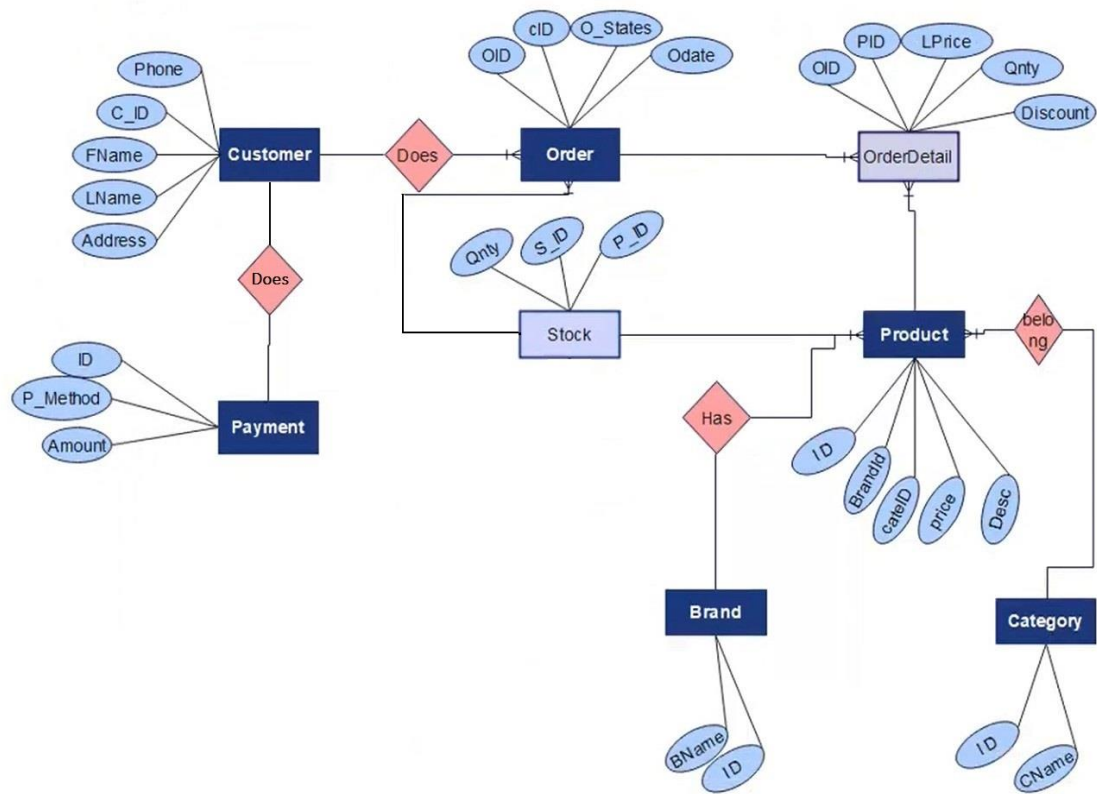 cID
O_States
OID
Odate
PID
LPrice
OID
Qnty
Discount
Phone
C_ID
FName
LName
Address
Customer
Does
Order
OrderDetail
Qnty
S_ID
P_ID
Does
Stock
Product
belo
ng
ID
P_Method
Amount
Payment
Has
ID
BrandId
cateID
price
Desc
Brand
Category
BName
ID
ID
CName